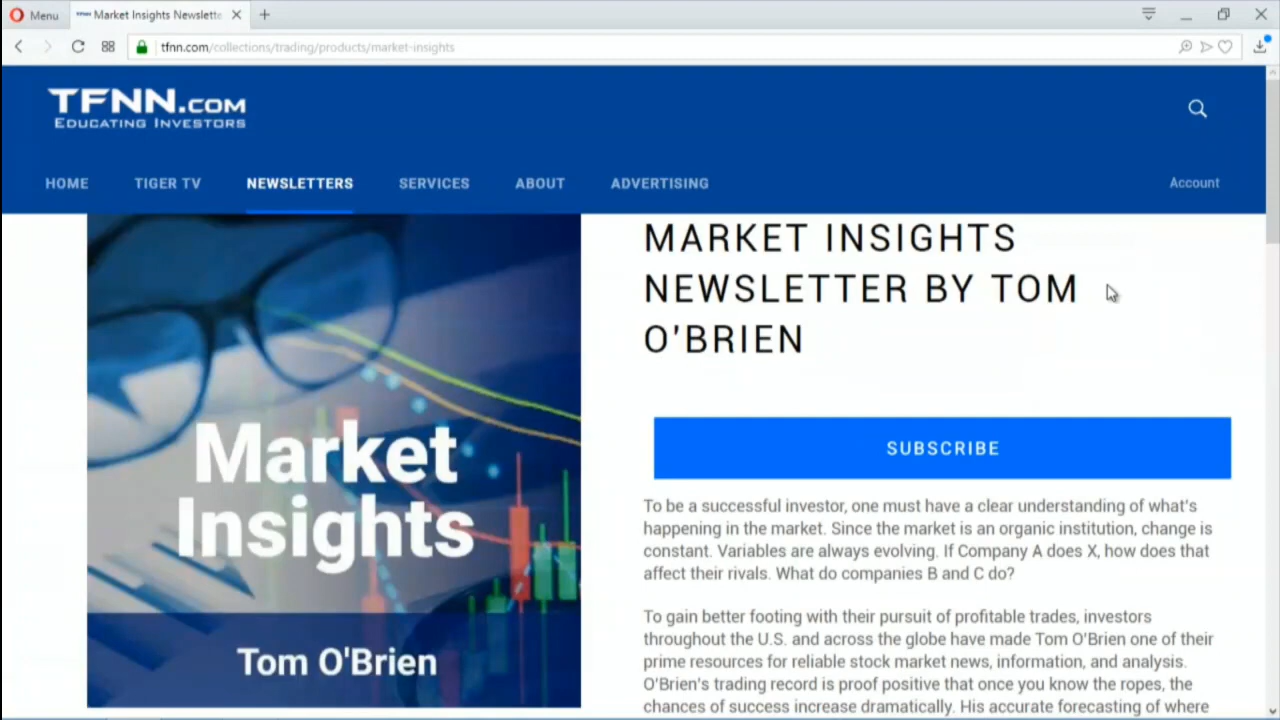 Menu
Market Insights Newslette
tfnn.com/collections/trading/products/market-insights
TFNN.COM
EDUCATING INVESTORS
HOME TIGER TV NEWSLETTERS SERVICES ABOUT ADVERTISING Account
Market
Insights
Tom O'Brien
MARKET INSIGHTS
NEWSLETTER BY TOM
O'BRIEN
SUBSCRIBE
To be a successful investor, one must have a clear understanding of what's
happening in the market. Since the market is an organic institution, change is
constant. Variables are always evolving. If Company A does X, how does that
affect their rivals. What do companies B and C do?
To gain better footing with their pursuit of profitable trades, investors
throughout the U.S. and across the globe have made Tom O'Brien one of their
prime resources for reliable stock market news, information, and analysis.
O'Brien's trading record is proof positive that once you know the ropes, the
chances of success increase dramatically. His accurate forecasting of where